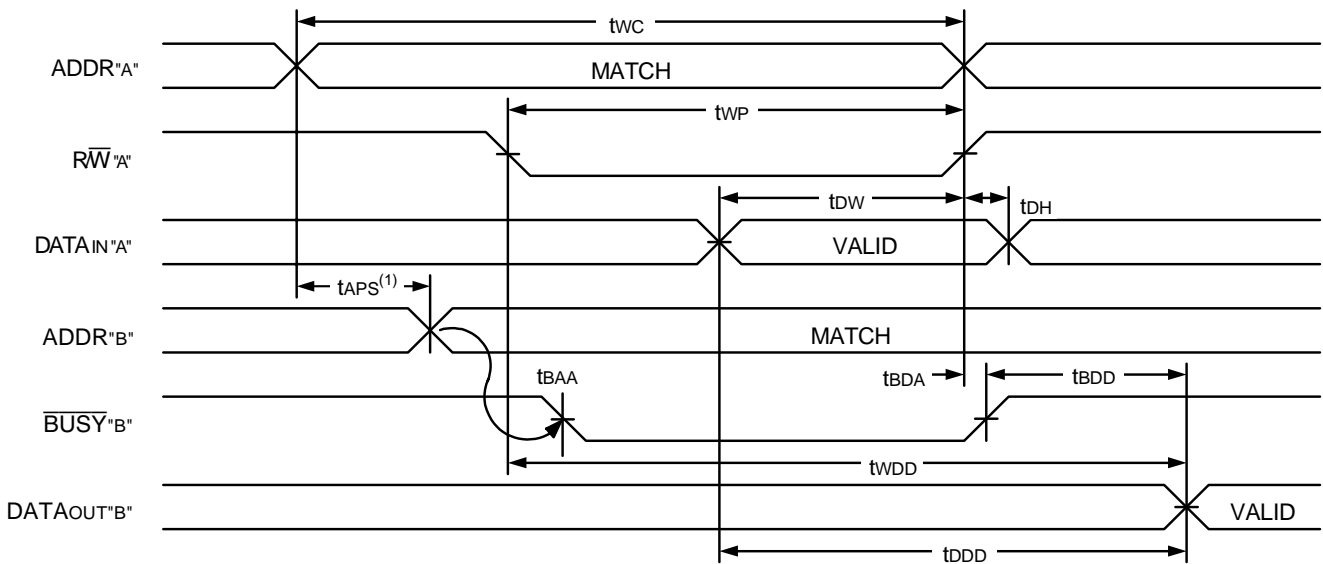 tWC
ADDR"A"
MATCH
tWP
R/W̅"A"
tDW
tDH
DATAIN"A"
VALID
tAPS(1)
ADDR"B"
MATCH
tBAA
tBDA
tBDD
B̅U̅S̅Y̅"B"
tWDD
DATAOUT"B"
VALID
tDDD